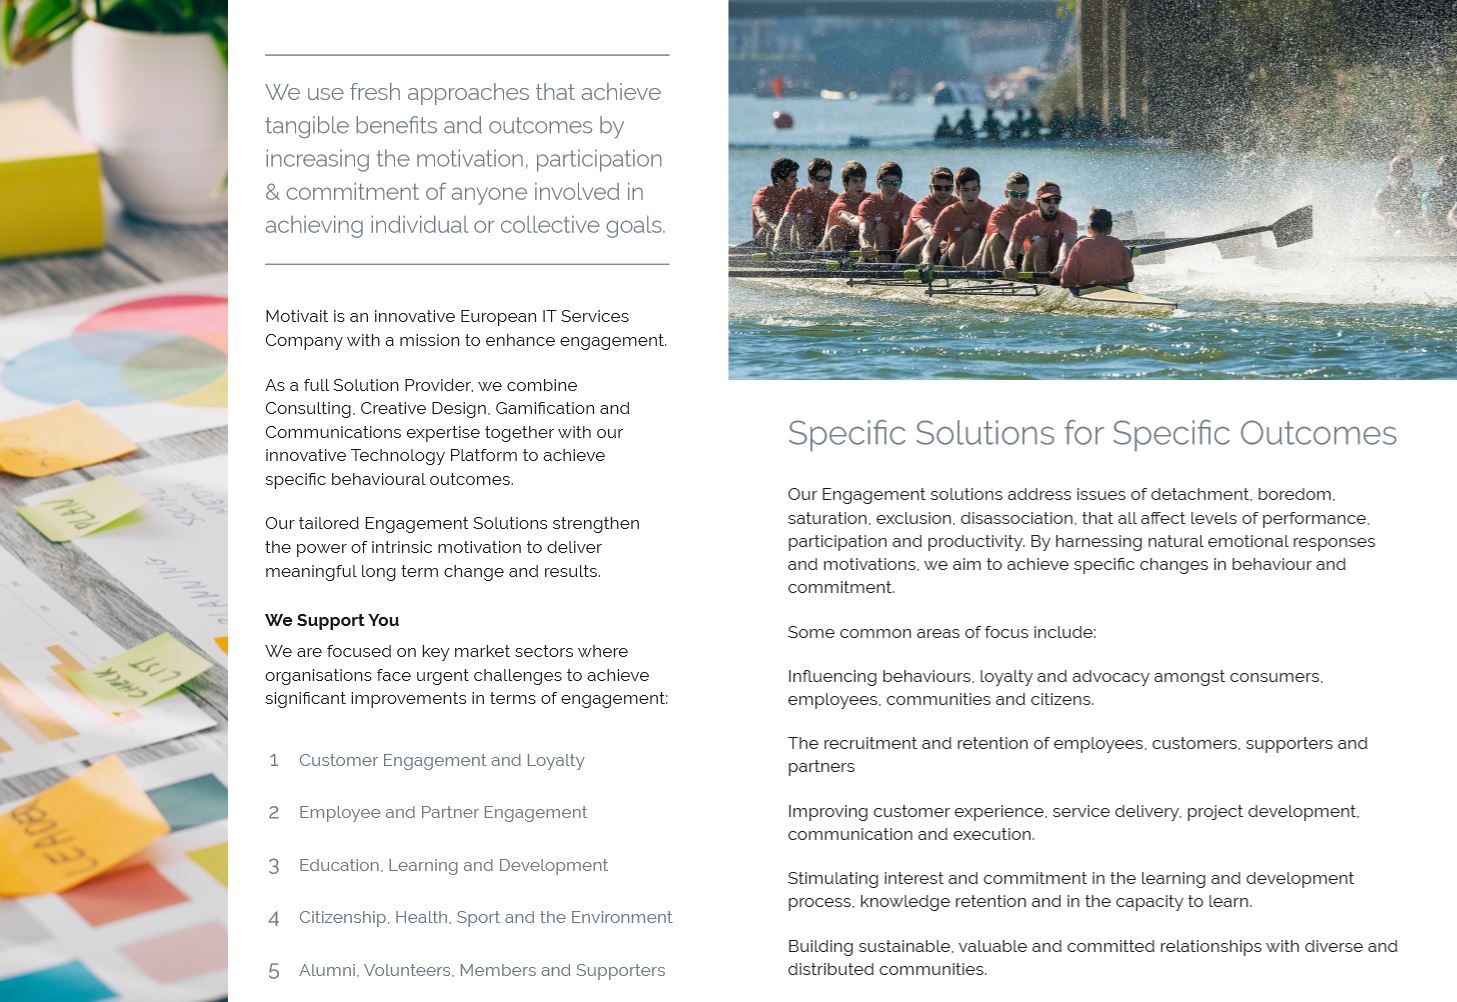 We use fresh approaches that achieve
tangible benefits and outcomes by
increasing the motivation, participation
& commitment of anyone involved in
achieving individual or collective goals.
Motivait is an innovative European IT Services
Company with a mission to enhance engagement.
As a full Solution Provider, we combine
Consulting, Creative Design, Gamification and
Communications expertise together with our
innovative Technology Platform to achieve
specific behavioural outcomes.
Our tailored Engagement Solutions strengthen
the power of intrinsic motivation to deliver
meaningful long term change and results.
We Support You
We are focused on key market sectors where
organisations face urgent challenges to achieve
significant improvements in terms of engagement:
1 Customer Engagement and Loyalty
2 Employee and Partner Engagement
3 Education, Learning and Development
4 Citizenship, Health, Sport and the Environment
5 Alumni, Volunteers, Members and Supporters
Specific Solutions for Specific Outcomes
Our Engagement solutions address issues of detachment, boredom,
saturation, exclusion, disassociation, that all affect levels of performance,
participation and productivity. By harnessing natural emotional responses
and motivations, we aim to achieve specific changes in behaviour and
commitment.
Some common areas of focus include:
Influencing behaviours, loyalty and advocacy amongst consumers,
employees, communities and citizens.
The recruitment and retention of employees, customers, supporters and
partners
Improving customer experience, service delivery, project development,
communication and execution.
Stimulating interest and commitment in the learning and development
process, knowledge retention and in the capacity to learn.
Building sustainable, valuable and committed relationships with diverse and
distributed communities.
PLAN
SOCIAL
MEDIA
PLANNING
CHECK
LIST
LEADER